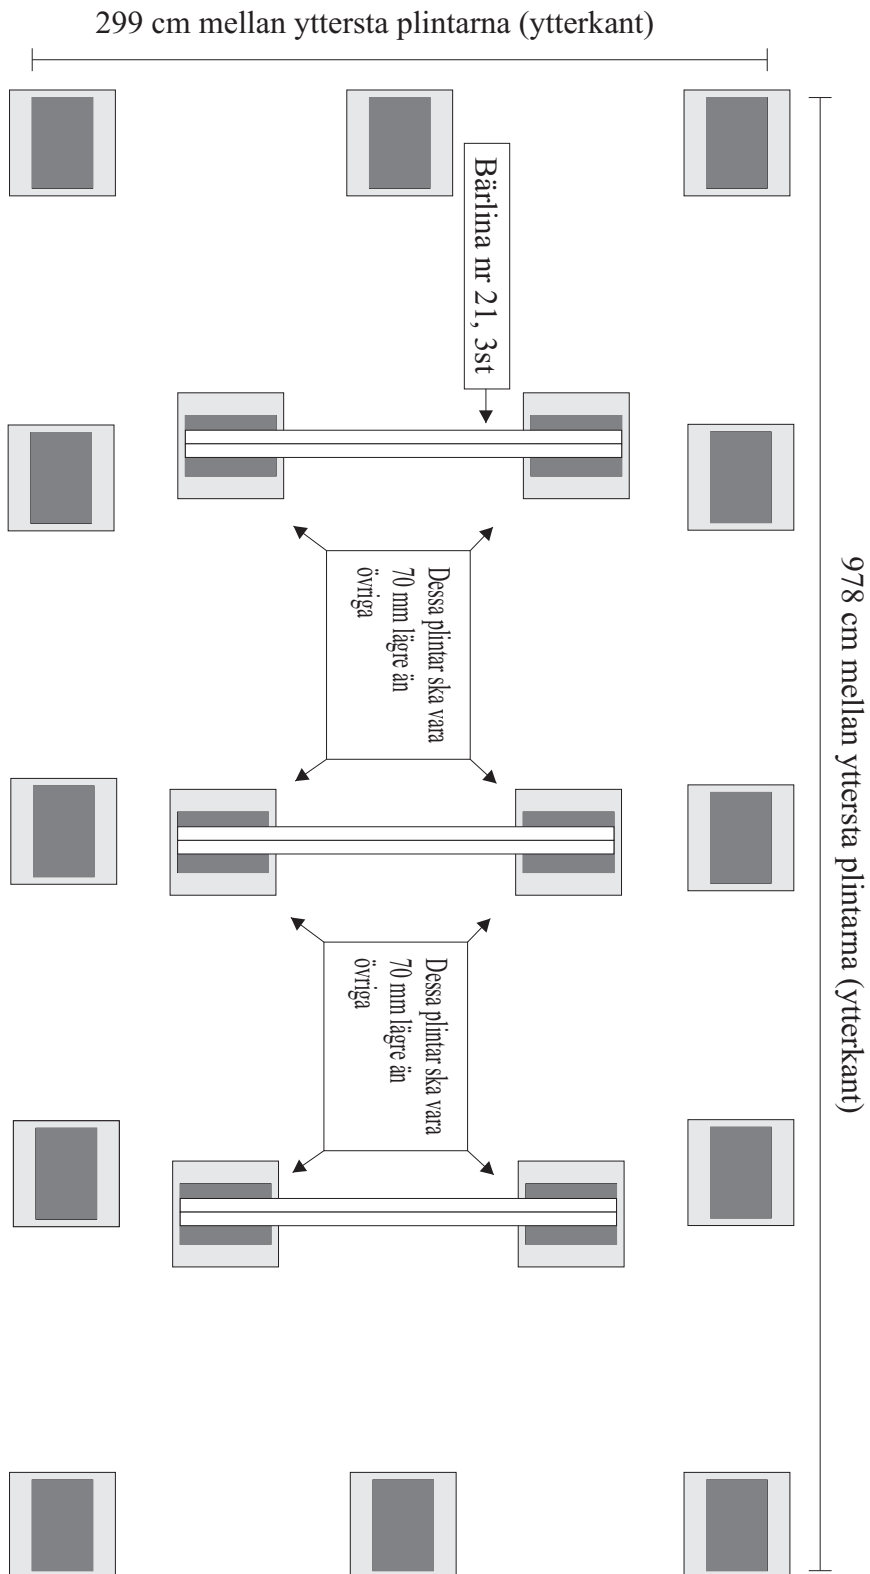 299 cm mellan yttersta plintarna (ytterkant)
978 cm mellan yttersta plintarna (ytterkant)
Bärlina nr 21, 3st
Dessa plintar ska vara
70 mm lägre än
övriga
Dessa plintar ska vara
70 mm lägre än
övriga